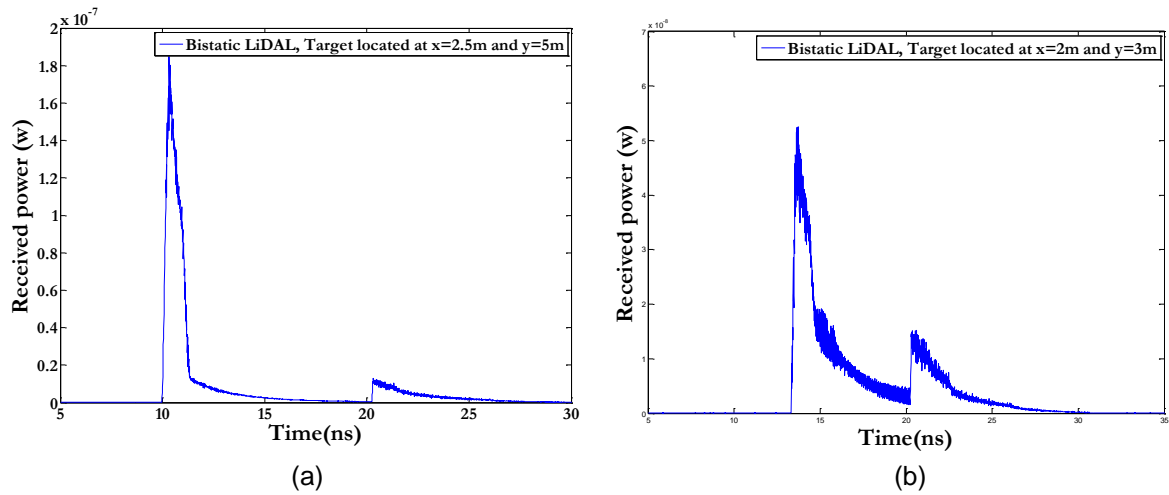 x 10^-7
2
1.8
1.6
1.4
1.2
1
0.8
0.6
0.4
0.2
0
Received power (w)
Bistatic LiDAL, Target located at x=2.5m and y=5m
5 10 15 20 25 30
Time(ns)
(a)
x 10^-8
7
6
5
4
3
2
1
0
Received power (w)
Bistatic LiDAL, Target located at x=2m and y=3m
5 10 15 20 25 30 35
Time(ns)
(b)